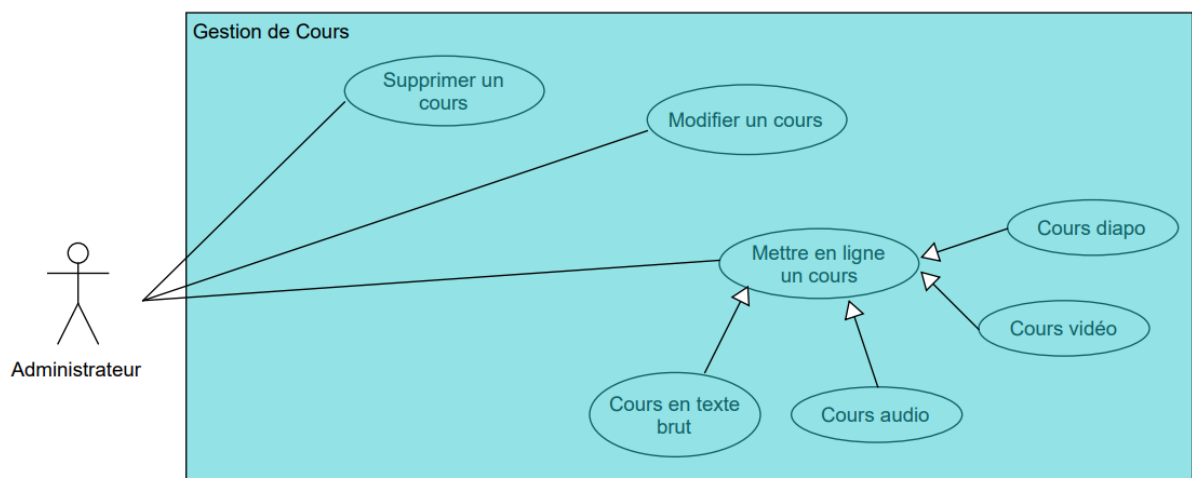 Gestion de Cours
Supprimer un
cours
Modifier un cours
Cours diapo
Mettre en ligne
un cours
Cours vidéo
Administrateur
Cours en texte
brut
Cours audio